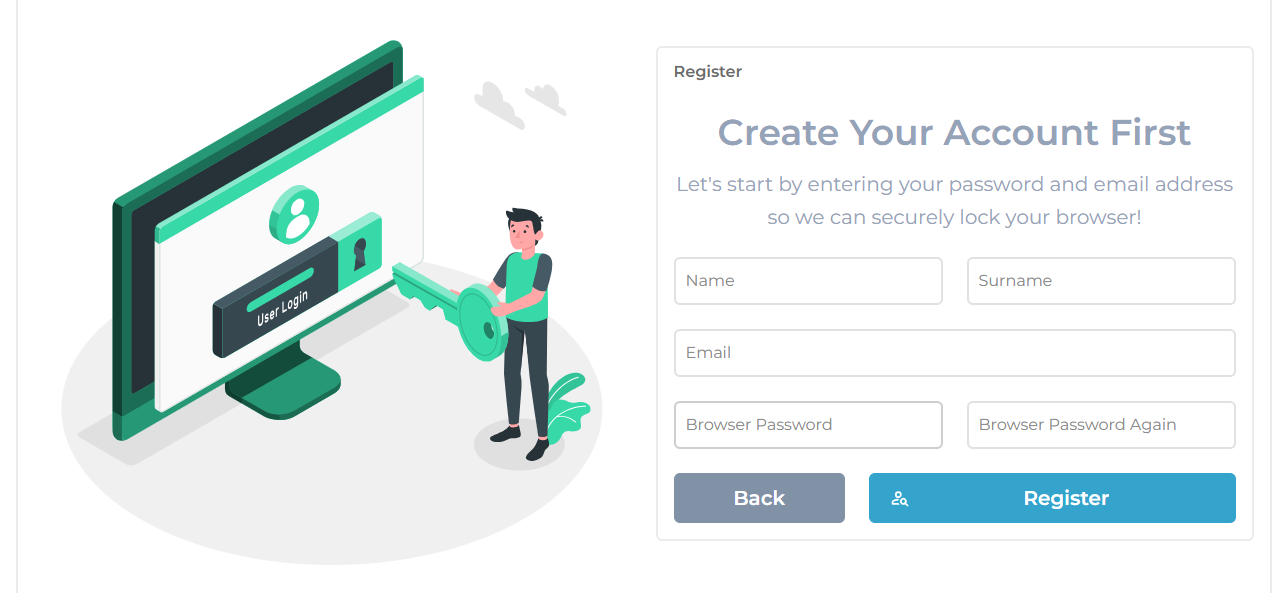 User Login
Register
Create Your Account First
Let's start by entering your password and email address
so we can securely lock your browser!
Name
Surname
Email
Browser Password
Browser Password Again
Back
Register